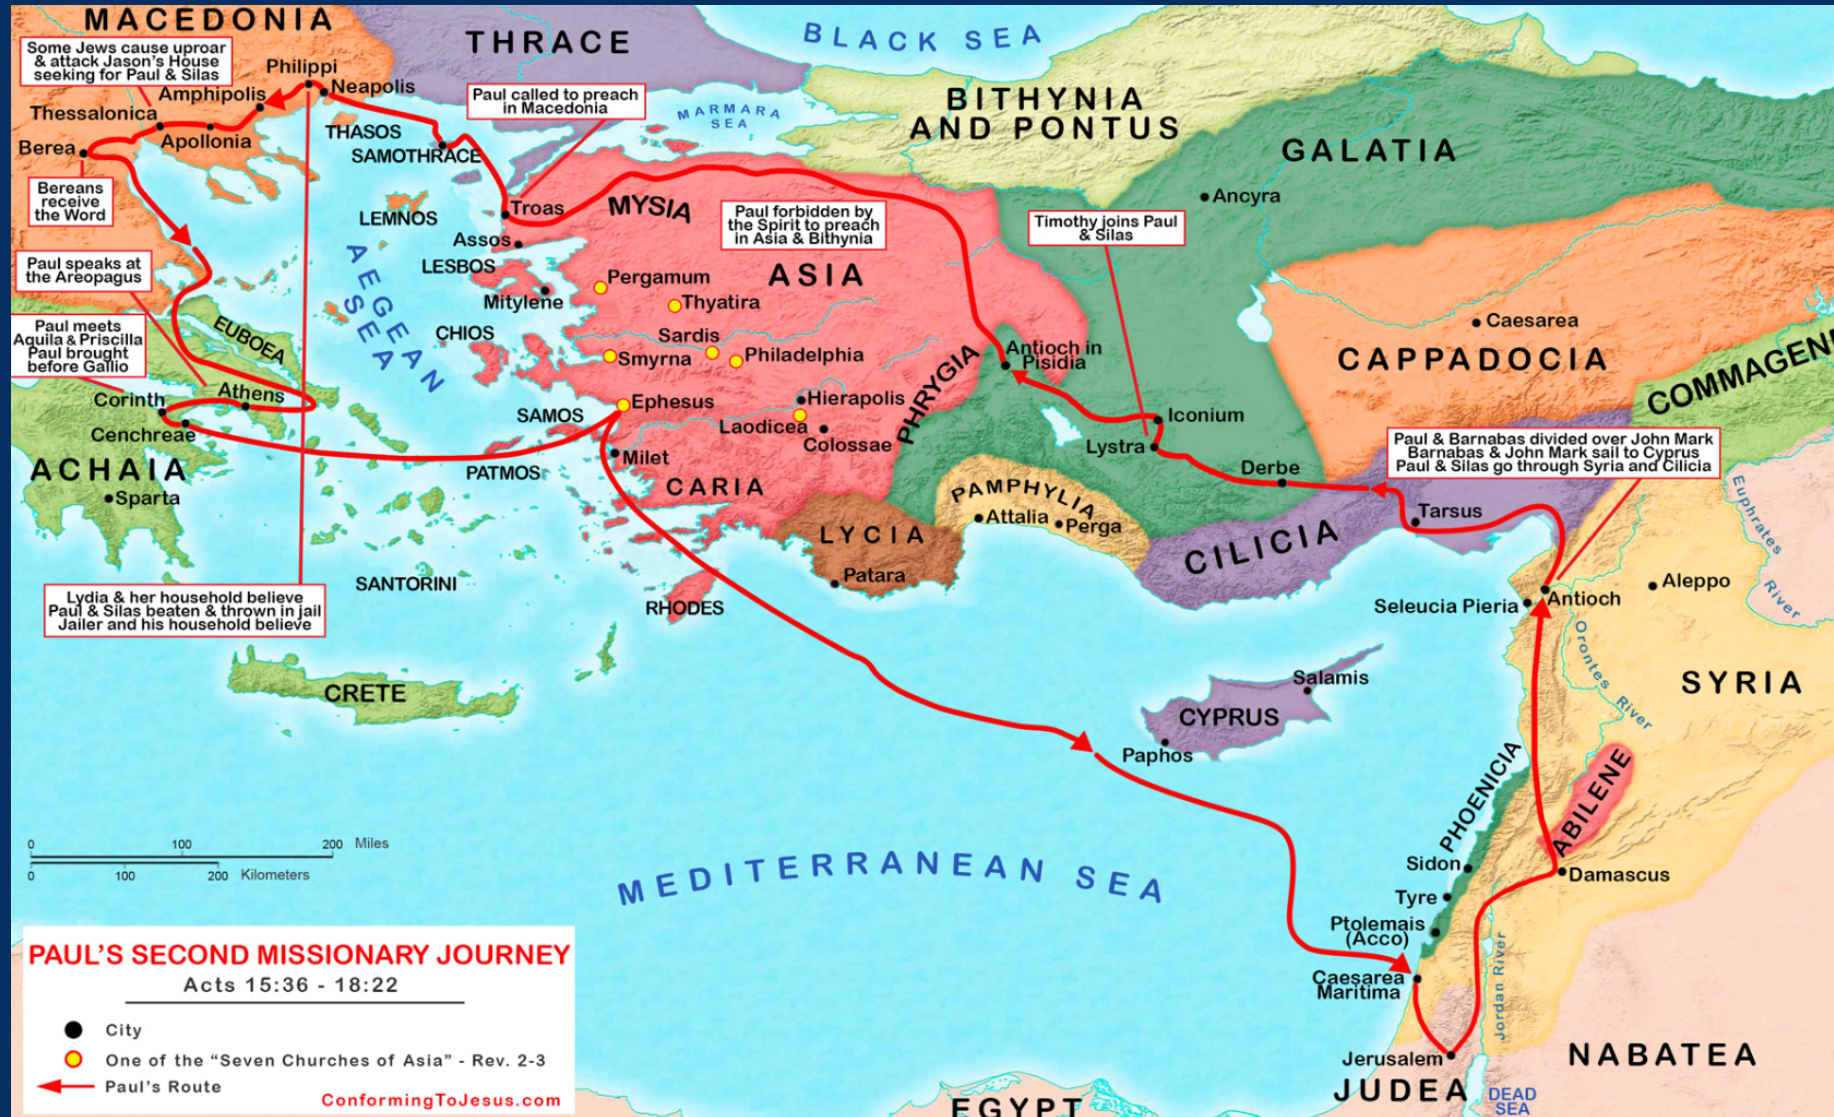 MACEDONIA
THRACE
BLACK SEA
Some Jews cause uproar
& attack Jason's House
seeking for Paul & Silas
Philippi
Neapolis
Amphipolis
Thessalonica
Apollonia
Berea
Paul called to preach
in Macedonia
MARMARA
SEA
BITHYNIA
AND PONTUS
GALATIA
THASOS
SAMOTHRACE
Bereans
receive
the Word
LEMNOS
Troas
MYSIA
Paul forbidden by
the Spirit to preach
in Asia & Bithynia
Timothy joins Paul
& Silas
Ancyra
Assos
LESBOS
Mitylene
Pergamum
Thyatira
ASIA
Paul speaks at
the Areopagus
AEGEAN
SEA
Paul meets
Aquila & Priscilla
Paul brought
before Gallio
EUBOEA
CHIOS
Sardis
Smyrna
Philadelphia
PHRYGIA
Antioch in
Pisidia
Caesarea
CAPPADOCIA
COMMAGENE
Corinth
Athens
Cenchreae
SAMOS
Ephesus
Hierapolis
Laodicea
Colossae
Iconium
Lystra
Derbe
Paul & Barnabas divided over John Mark
Barnabas & John Mark sail to Cyprus
Paul & Silas go through Syria and Cilicia
ACHAIA
Sparta
PATMOS
Milet
CARIA
PAMPHYLIA
Attalia
Perga
LYCIA
Patara
CILICIA
Tarsus
Euphrates
River
SANTORINI
RHODES
Lydia & her household believe
Paul & Silas beaten & thrown in jail
Jailer and his household believe
Seleucia Pieria
Antioch
Aleppo
Orontes River
SYRIA
CRETE
Salamis
CYPRUS
Paphos
PHOENICIA
ABILENE
0 100 200 Miles
0 100 200 Kilometers
MEDITERRANEAN SEA
Sidon
Damascus
Tyre
Ptolemais
(Acco)
Caesarea
Maritima
Jordan River
Jerusalem
JUDEA
DEAD
SEA
NABATEA
EGYPT
PAUL'S SECOND MISSIONARY JOURNEY
Acts 15:36 - 18:22
City
One of the "Seven Churches of Asia" - Rev. 2-3
Paul's Route
ConformingToJesus.com